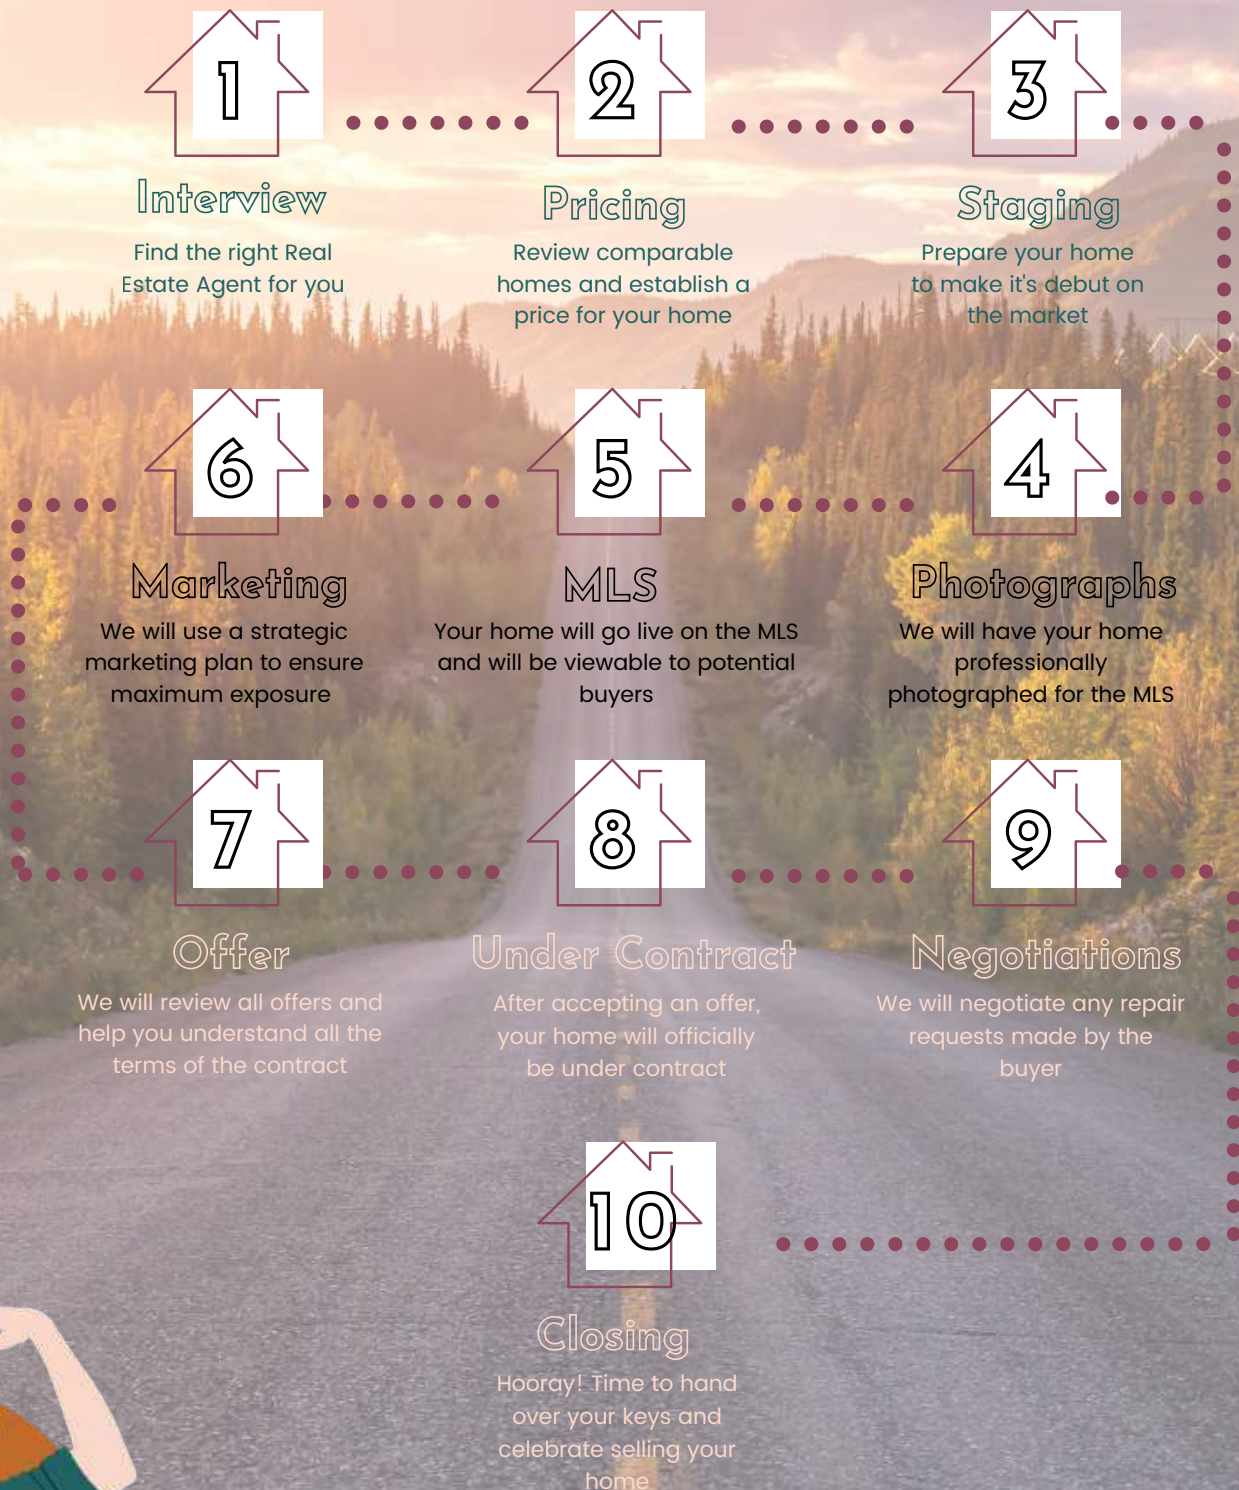 1
Interview
Find the right Real
Estate Agent for you
2
Pricing
Review comparable
homes and establish a
price for your home
3
Staging
Prepare your home
to make it's debut on
the market
4
Photographs
We will have your home
professionally
photographed for the MLS
5
MLS
Your home will go live on the MLS
and will be viewable to potential
buyers
6
Marketing
We will use a strategic
marketing plan to ensure
maximum exposure
7
Offer
We will review all offers and
help you understand all the
terms of the contract
8
Under Contract
After accepting an offer,
your home will officially
be under contract
9
Negotiations
We will negotiate any repair
requests made by the
buyer
10
Closing
Hooray! Time to hand
over your keys and
celebrate selling your
home